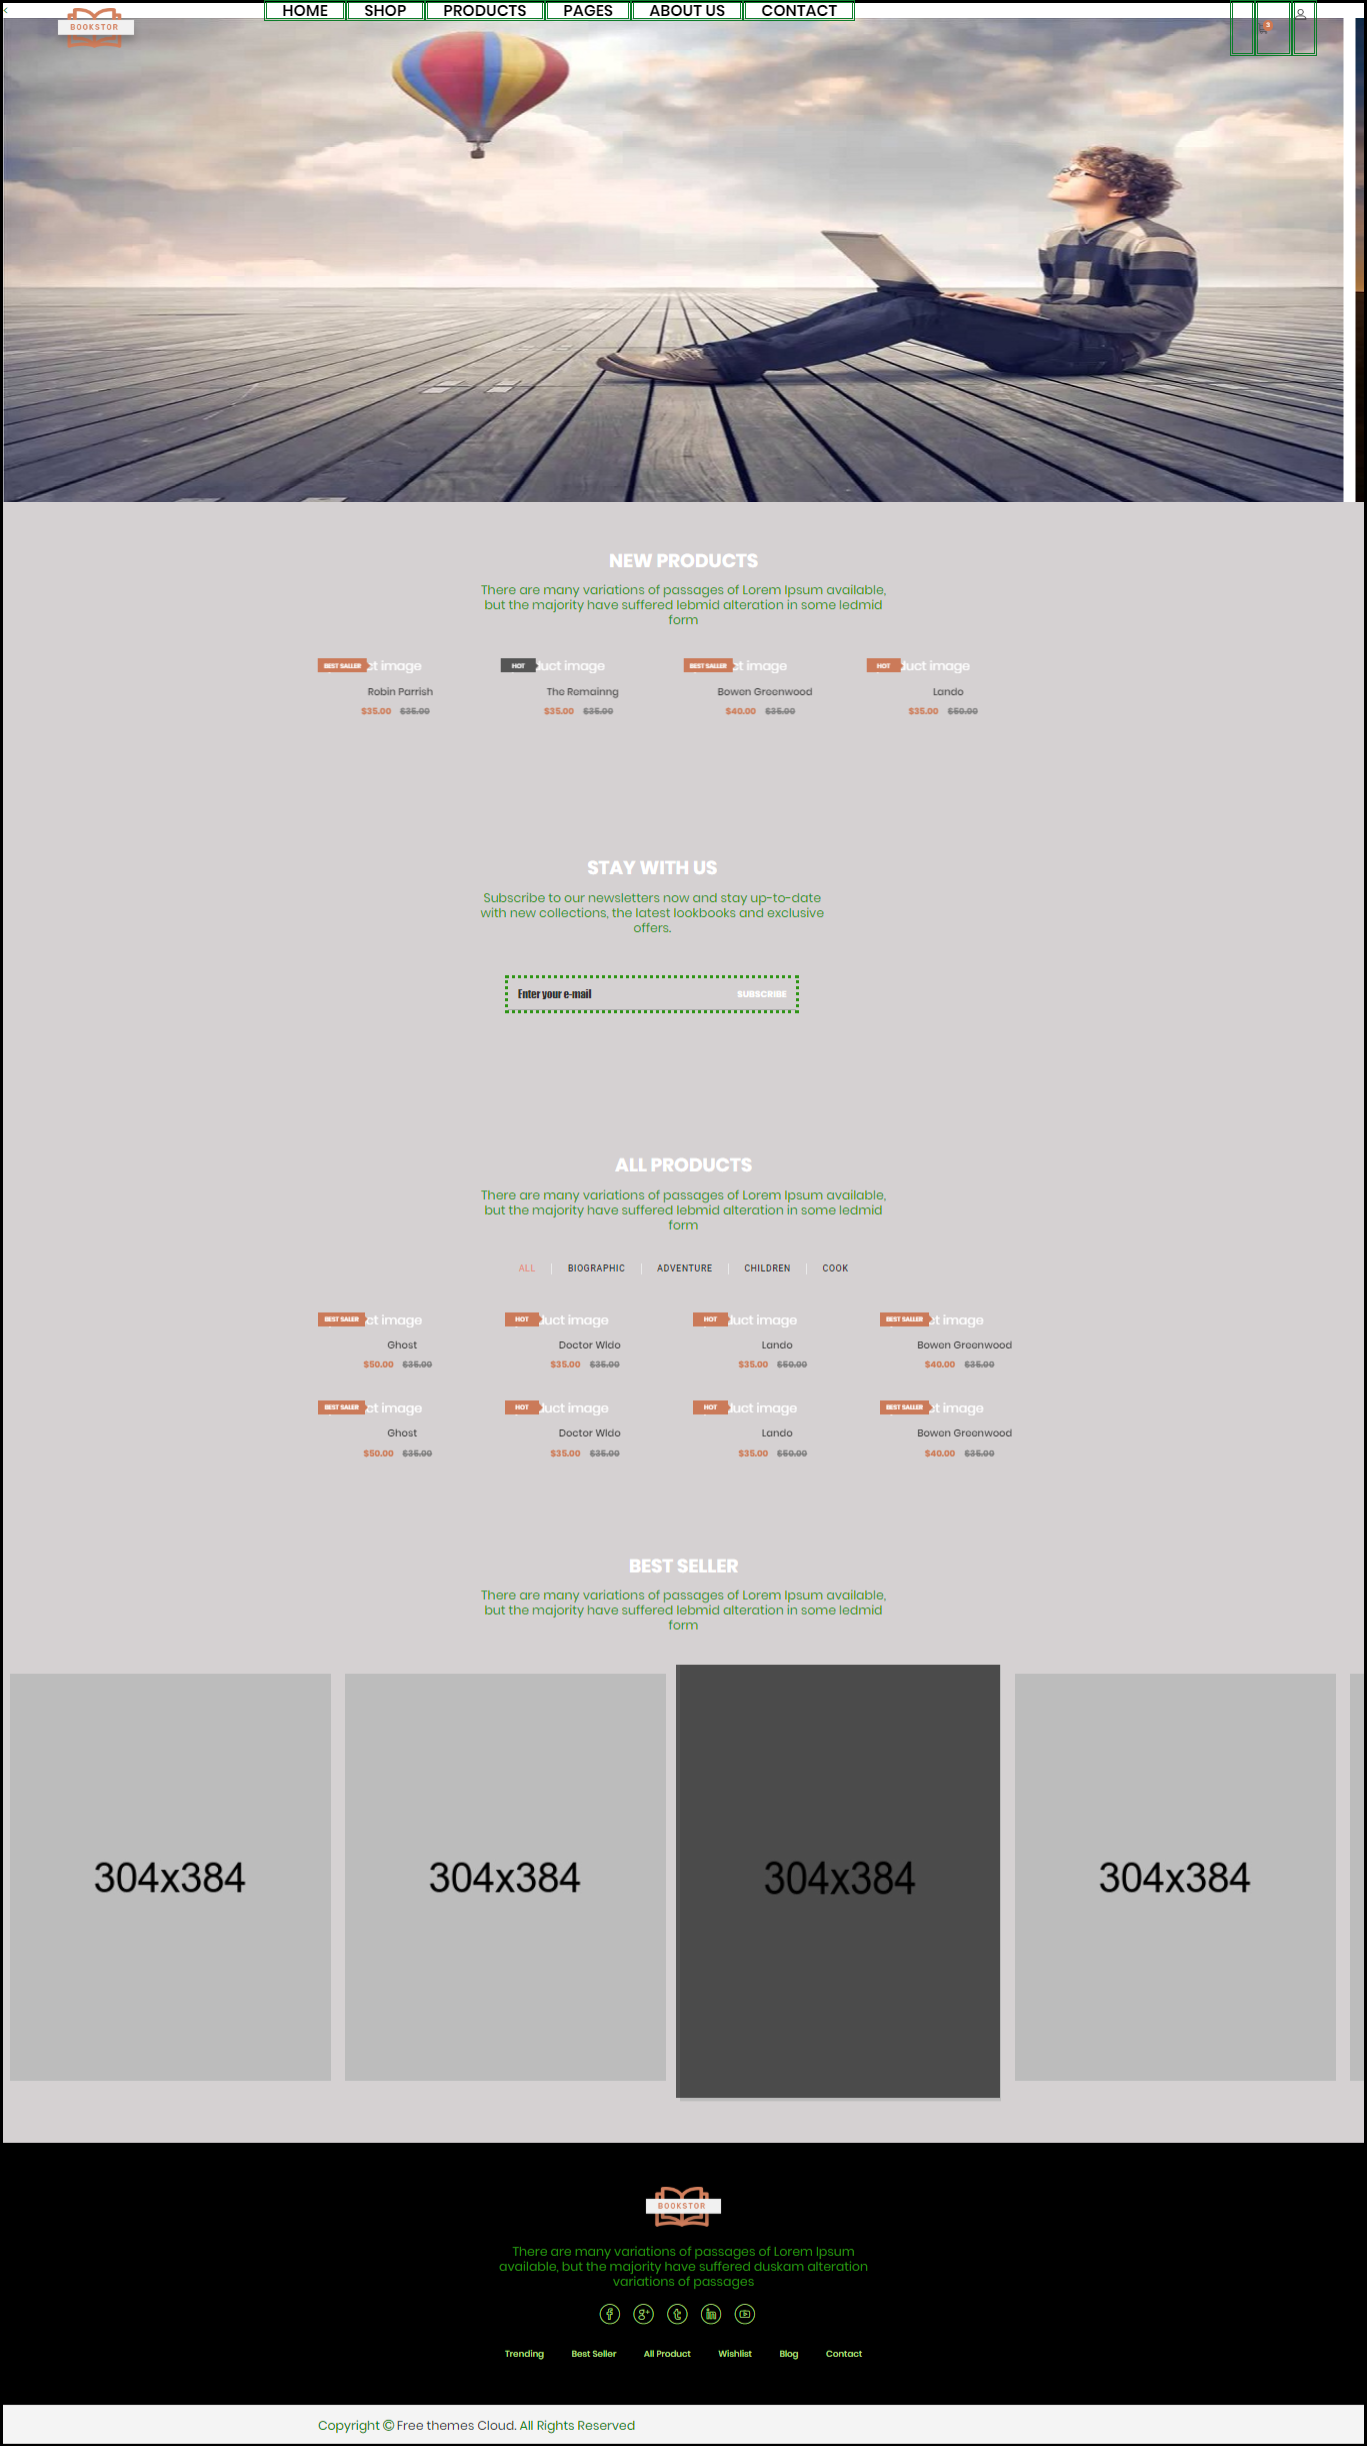 <
BOOKSTOR
HOME SHOP PRODUCTS PAGES ABOUT US CONTACT
3
NEW PRODUCTS
There are many variations of passages of Lorem Ipsum available,
but the majority have suffered lebmid alteration in some ledmid
form
BEST SALLER ct image HOT duct image BEST SALLER ct image HOT duct image
Robin Parrish The Remainng Bowen Greenwood Lando
$35.00 $35.00 $35.00 $35.00 $40.00 $35.00 $35.00 $50.00
STAY WITH US
Subscribe to our newsletters now and stay up-to-date
with new collections, the latest lookbooks and exclusive
offers.
Enter your e-mail SUBSCRIBE
ALL PRODUCTS
There are many variations of passages of Lorem Ipsum available,
but the majority have suffered lebmid alteration in some ledmid
form
ALL BIOGRAPHIC ADVENTURE CHILDREN COOK
BEST SALER ct image HOT duct image HOT duct image BEST SALLER ct image
Ghost Doctor Wldo Lando Bowen Greenwood
$50.00 $35.00 $35.00 $35.00 $35.00 $50.00 $40.00 $35.00
BEST SALER ct image HOT duct image HOT duct image BEST SALLER ct image
Ghost Doctor Wldo Lando Bowen Greenwood
$50.00 $35.00 $35.00 $35.00 $35.00 $50.00 $40.00 $35.00
BEST SELLER
There are many variations of passages of Lorem Ipsum available,
but the majority have suffered lebmid alteration in some ledmid
form
304x384 304x384 304x384 304x384
BOOKSTOR
There are many variations of passages of Lorem Ipsum
available, but the majority have suffered duskam alteration
variations of passages
Trending Best Seller All Product Wishlist Blog Contact
Copyright © Free themes Cloud. All Rights Reserved